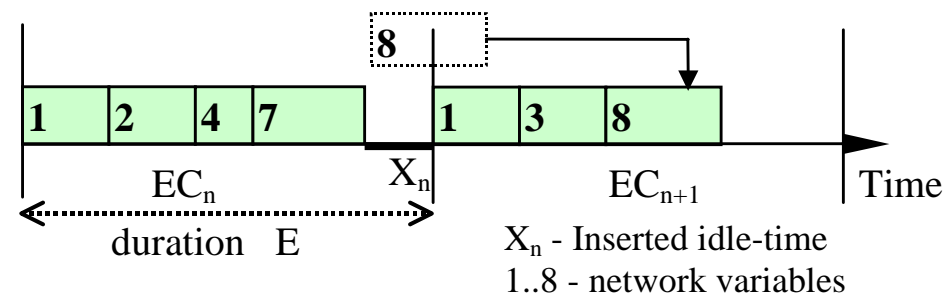 8
1 2 4 7 1 3 8
ECₙ Xₙ ECₙ₊₁ Time
duration E
Xₙ - Inserted idle-time
1..8 - network variables